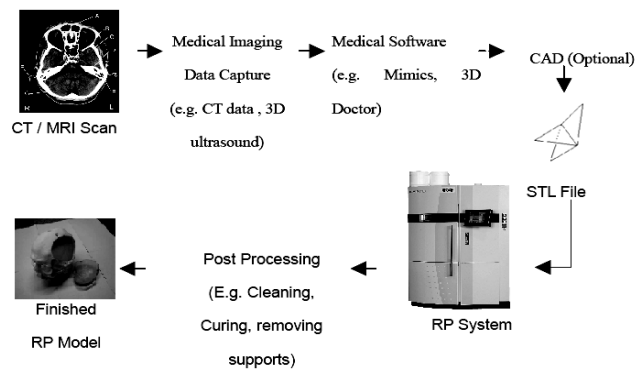 CT / MRI Scan
Medical Imaging
Data Capture
(e.g. CT data , 3D
ultrasound)
Medical Software
(e.g. Mimics, 3D
Doctor)
CAD (Optional)
STL File
RP System
Post Processing
(E.g. Cleaning,
Curing, removing
supports)
Finished
RP Model